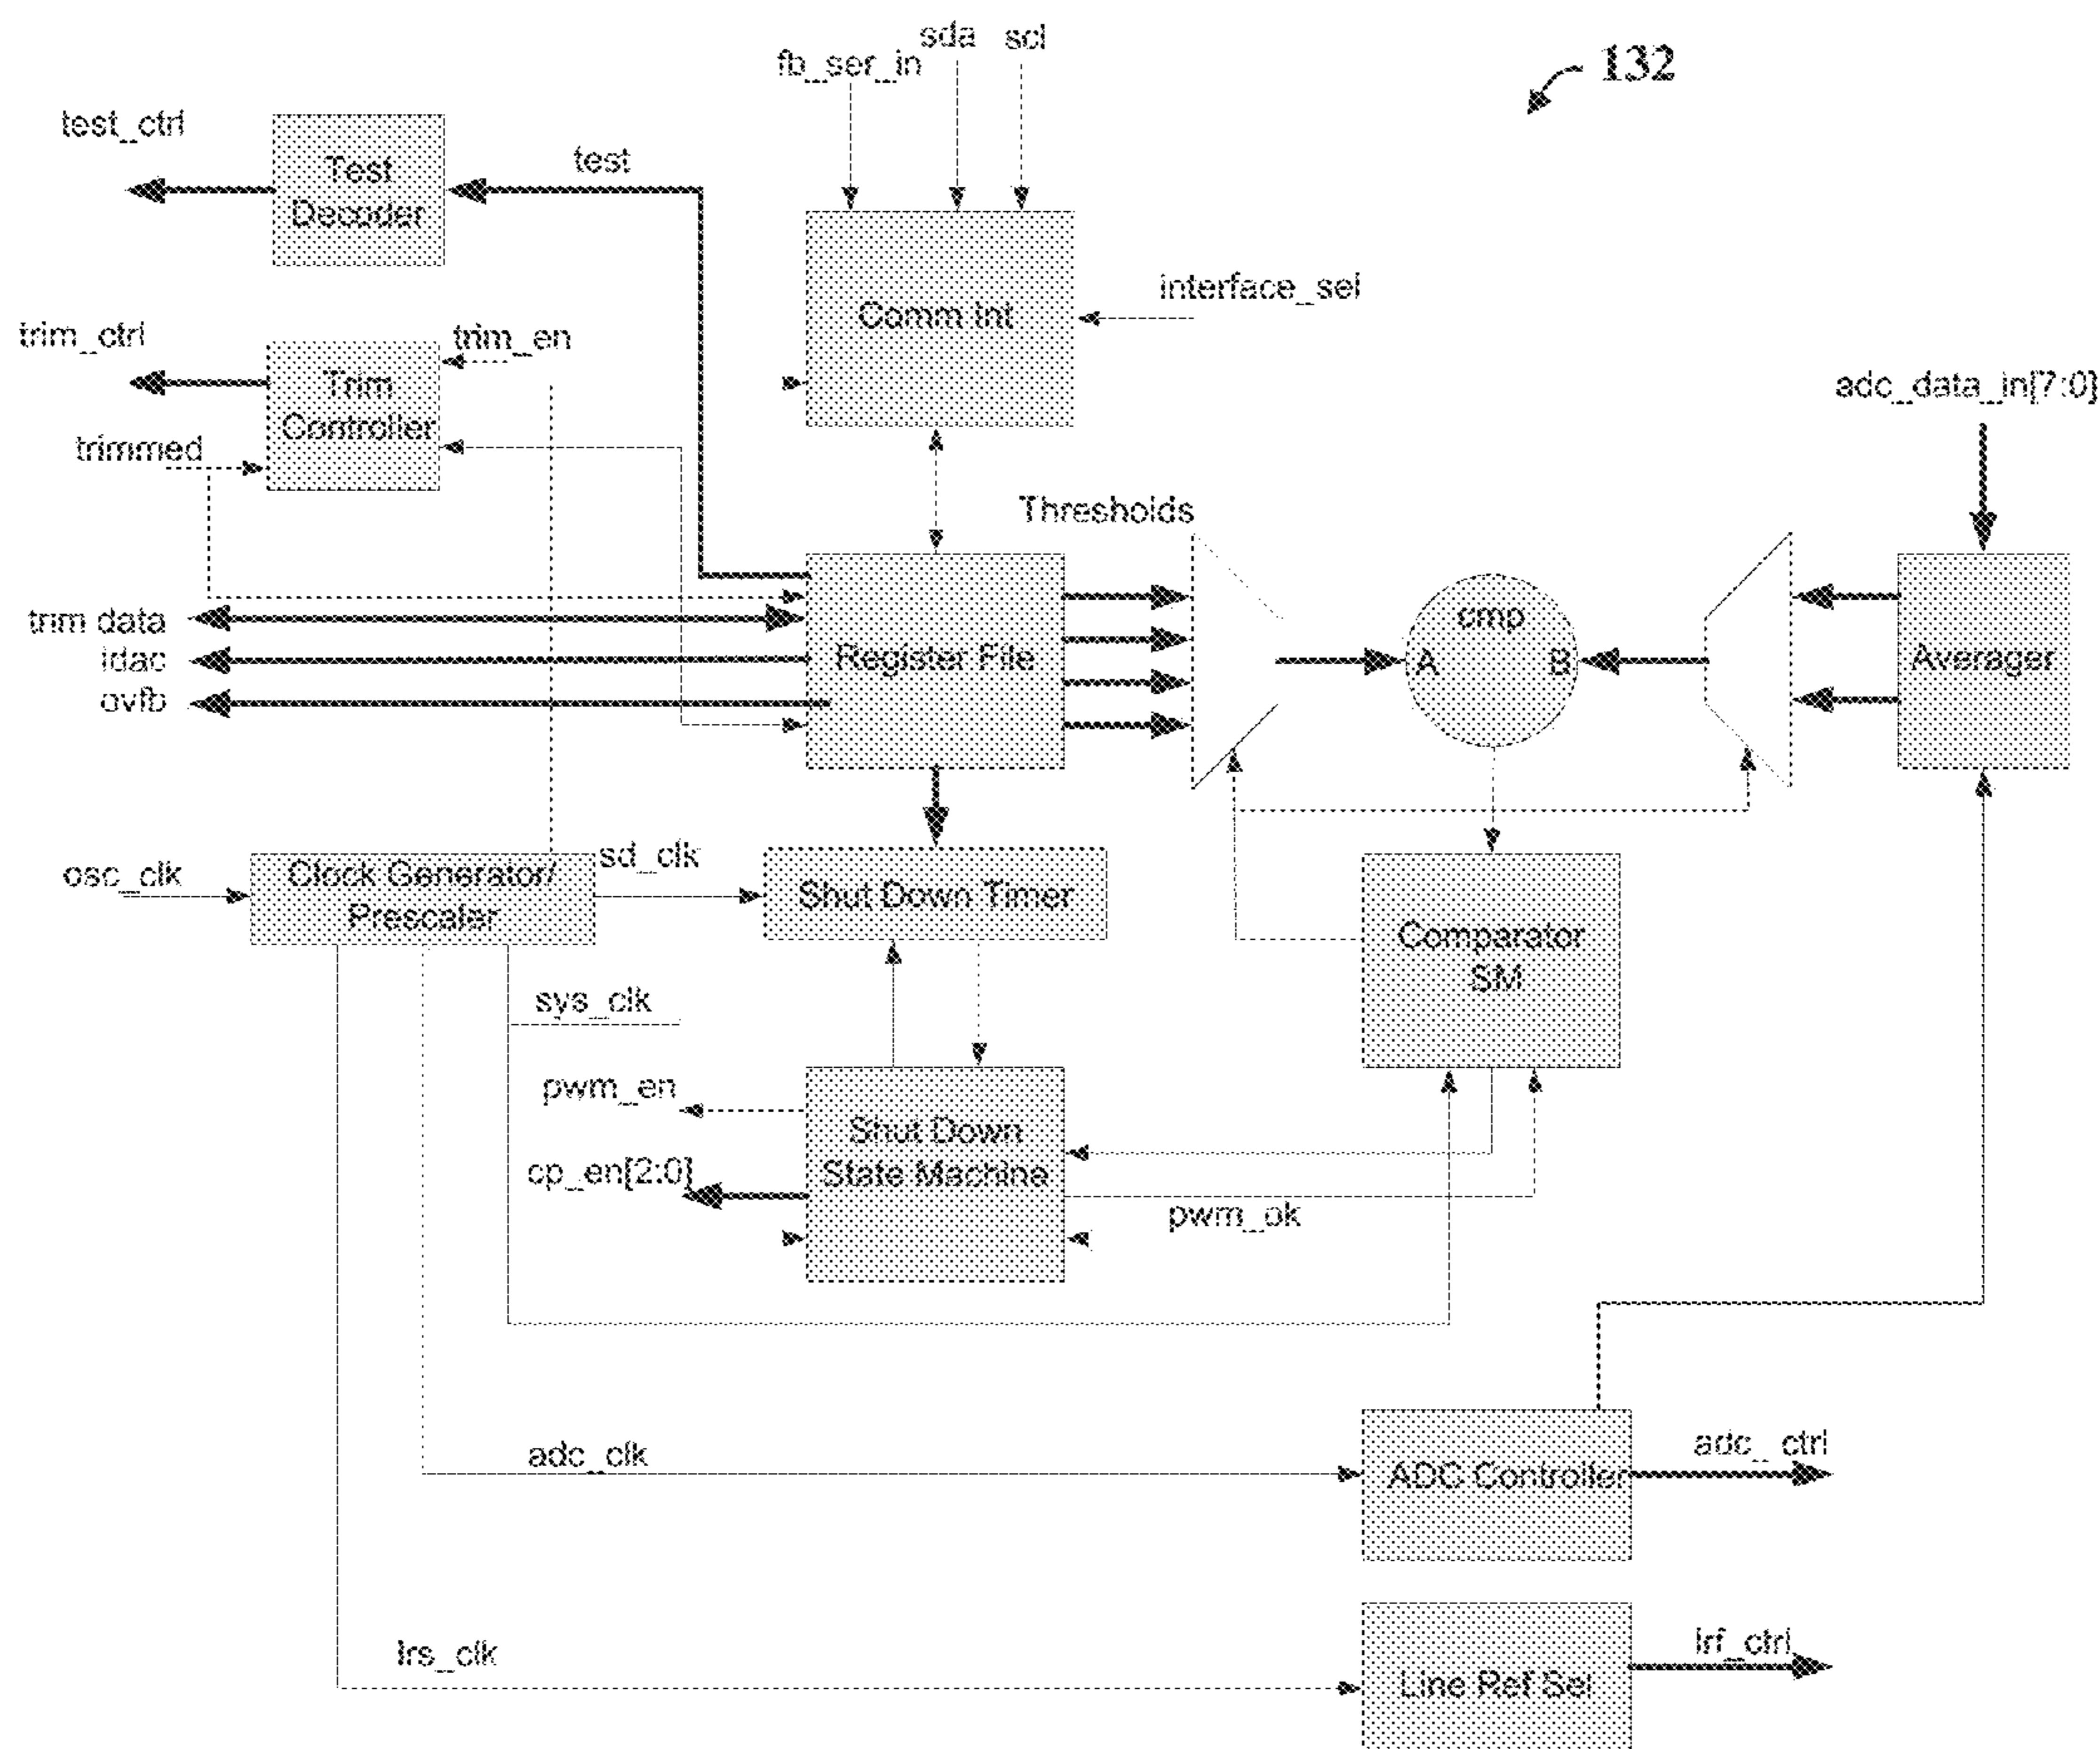 132
fb_ser_in
sda
scl
test_ctrl
Test
Decoder
test
Comm Int
interface_sel
trim_ctrl
trim_en
Trim
Controller
trimmed
adc_data_in[7:0]
Thresholds
trim data
idac
ovfb
Register File
cmp
A
B
Averager
osc_clk
Clock Generator/
Prescaler
sd_clk
Shut Down Timer
Comparator
SM
sys_clk
pwm_en
cp_en[2:0]
Shut Down
State Machine
pwm_ok
adc_clk
ADC Controller
adc_ ctrl
lrs_clk
Line Ref Sel
lrf_ctrl